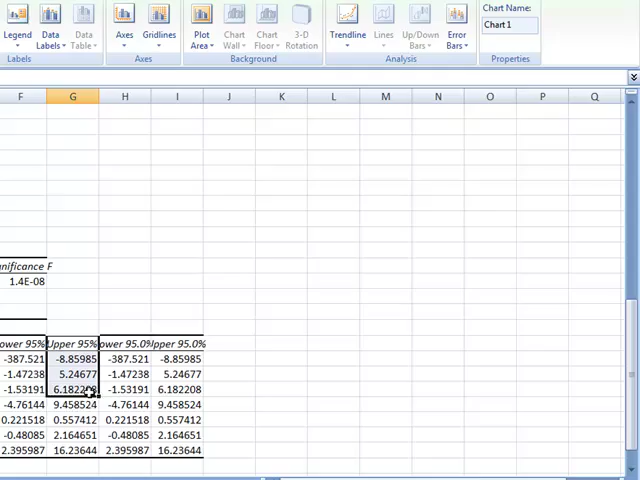 Chart Name:
Chart 1
Legend
Data Labels
Data Table
Axes
Gridlines
Plot Area
Chart Wall
Chart Floor
3-D Rotation
Trendline
Lines
Up/Down Bars
Error Bars
Labels
Axes
Background
Analysis
Properties
F G H I J K L M N O P Q
nificance F
1.4E-08
ower 95% Upper 95% ower 95.0% Upper 95.0%
-387.521 -8.85985 -387.521 -8.85985
-1.47238 5.24677 -1.47238 5.24677
-1.53191 -1.53191 6.182208
-4.76144 9.458524 -4.76144 9.458524
0.221518 0.557412 0.221518 0.557412
-0.48085 2.164651 -0.48085 2.164651
2.395987 16.23644 2.395987 16.23644